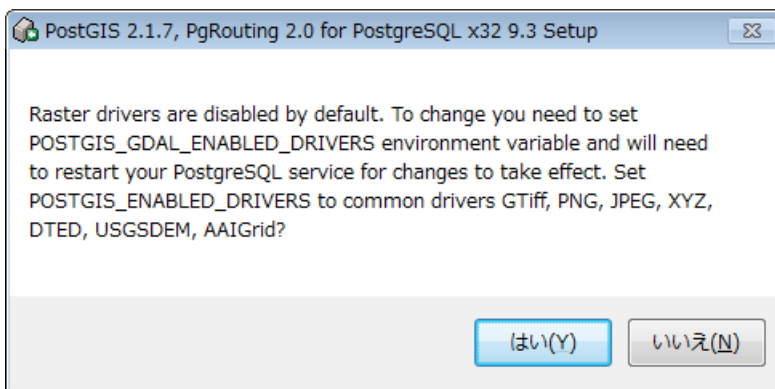 PostGIS 2.1.7, PgRouting 2.0 for PostgreSQL x32 9.3 Setup
Raster drivers are disabled by default. To change you need to set
POSTGIS_GDAL_ENABLED_DRIVERS environment variable and will need
to restart your PostgreSQL service for changes to take effect. Set
POSTGIS_ENABLED_DRIVERS to common drivers GTiff, PNG, JPEG, XYZ,
DTED, USGSDEM, AAIGrid?
はい(Y)
いいえ(N)